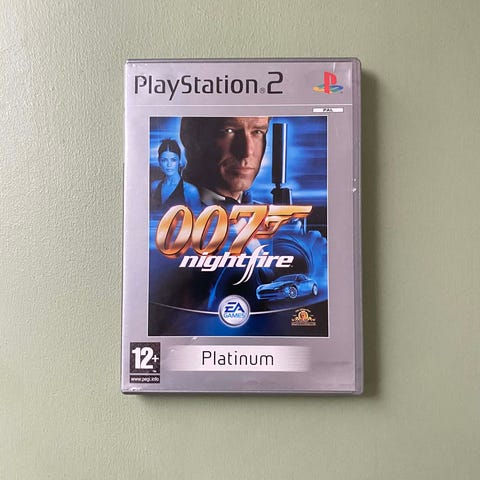 PlayStation®2
PAL
007
nightfire
EA
GAMES
12+
www.pegi.info
Platinum